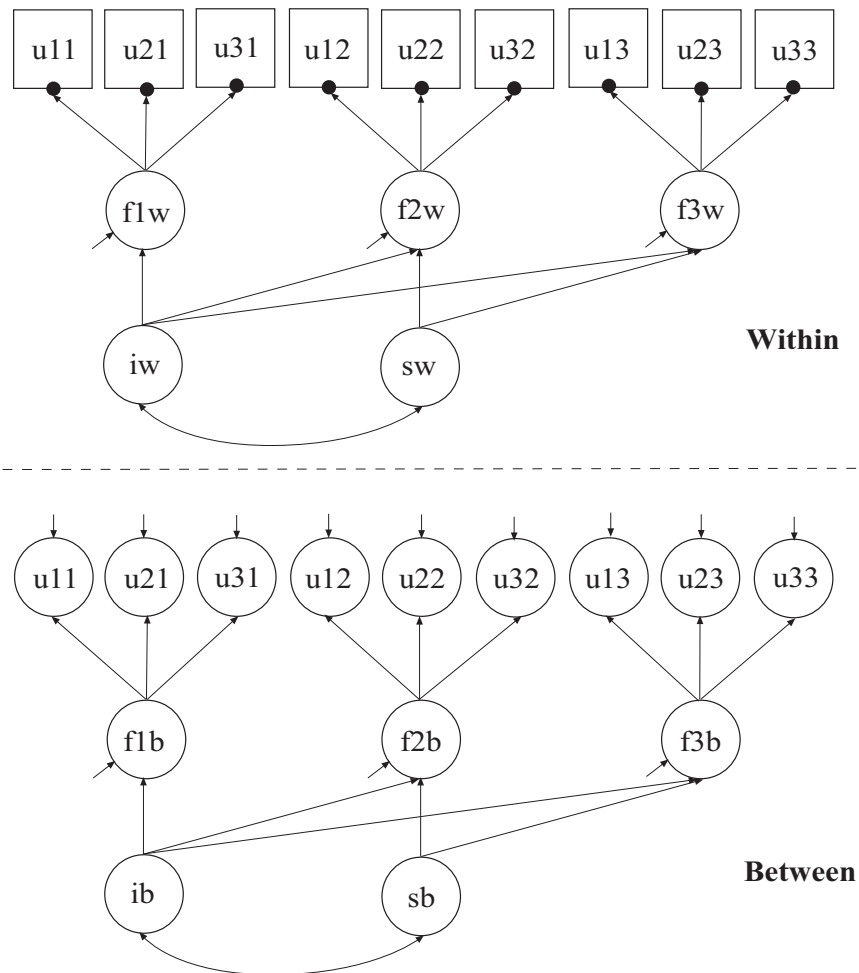 u11 u21 u31 u12 u22 u32 u13 u23 u33
f1w f2w f3w
iw sw
Within
u11 u21 u31 u12 u22 u32 u13 u23 u33
f1b f2b f3b
ib sb
Between